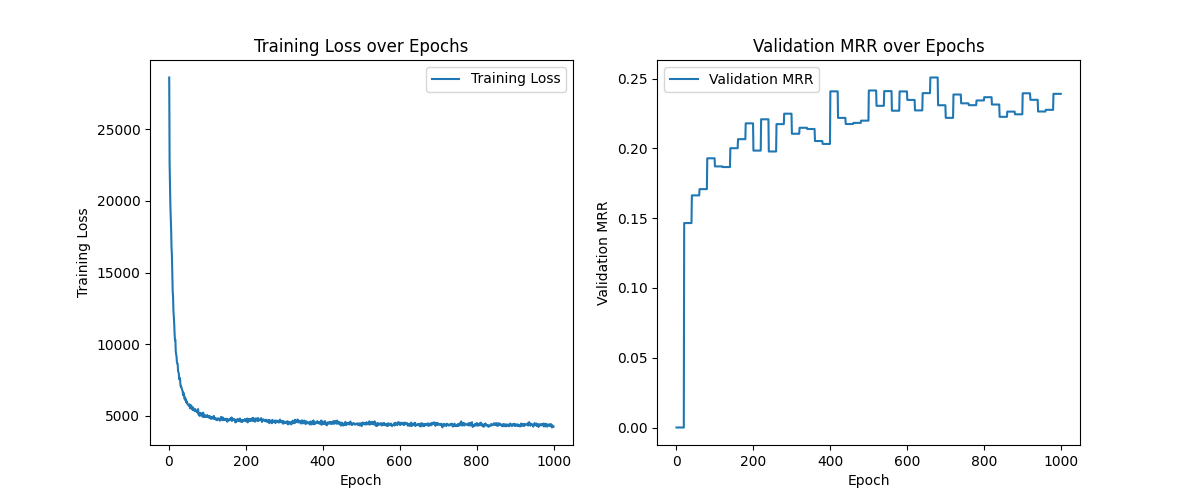 Training Loss over Epochs
Training Loss
25000
20000
15000
10000
5000
Training Loss
0
200
400
600
800
1000
Epoch
Validation MRR over Epochs
Validation MRR
0.25
0.20
0.15
0.10
0.05
0.00
Validation MRR
0
200
400
600
800
1000
Epoch